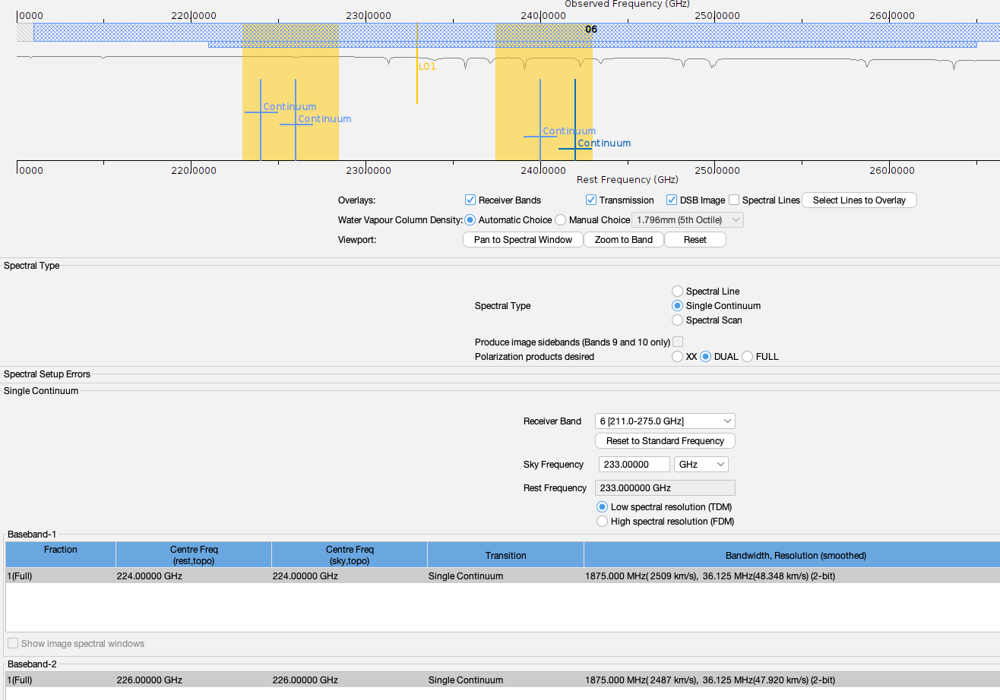 Observed Frequency (GHz)
0000 220.0000 230.0000 240.0000 250.0000 260.0000
06
LO1
Continuum
Continuum
Continuum
Continuum
0000 220.0000 230.0000 240.0000 250.0000 260.0000
Rest Frequency (GHz)
Overlays: Receiver Bands Transmission DSB Image Spectral Lines Select Lines to Overlay
Water Vapour Column Density: Automatic Choice Manual Choice 1.796mm (5th Octile)
Viewport: Pan to Spectral Window Zoom to Band Reset
Spectral Type
Spectral Line
Spectral Type Single Continuum
Spectral Scan
Produce image sidebands (Bands 9 and 10 only)
Polarization products desired XX DUAL FULL
Spectral Setup Errors
Single Continuum
Receiver Band 6 [211.0-275.0 GHz]
Reset to Standard Frequency
Sky Frequency 233.00000 GHz
Rest Frequency 233.000000 GHz
Low spectral resolution (TDM)
High spectral resolution (FDM)
Baseband-1
Fraction Centre Freq (rest,topo) Centre Freq (sky,topo) Transition Bandwidth, Resolution (smoothed)
1(Full) 224.00000 GHz 224.00000 GHz Single Continuum 1875.000 MHz( 2509 km/s), 36.125 MHz(48.348 km/s) (2-bit)
Show image spectral windows
Baseband-2
1(Full) 226.00000 GHz 226.00000 GHz Single Continuum 1875.000 MHz( 2487 km/s), 36.125 MHz(47.920 km/s) (2-bit)